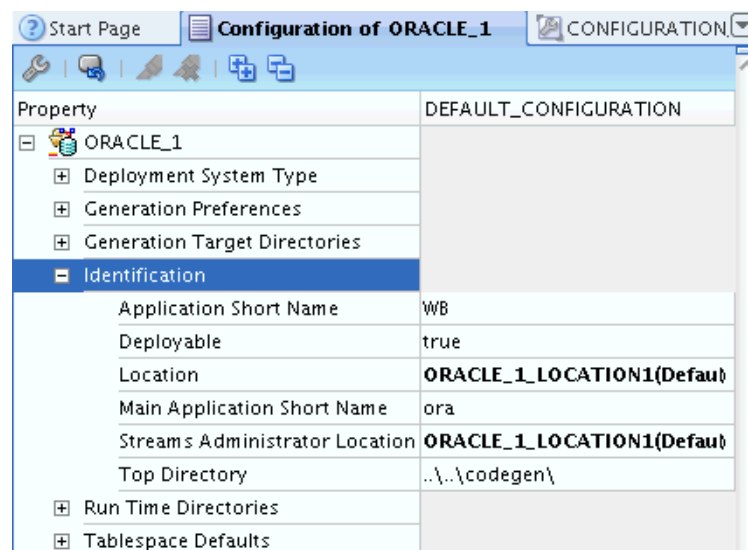 Start Page Configuration of ORACLE_1 CONFIGURATION_
Property DEFAULT_CONFIGURATION
ORACLE_1
Deployment System Type
Generation Preferences
Generation Target Directories
Identification
Application Short Name WB
Deployable true
Location ORACLE_1_LOCATION1(Defaul
Main Application Short Name ora
Streams Administrator Location ORACLE_1_LOCATION1(Defaul
Top Directory ..\..\codegen\
Run Time Directories
Tablespace Defaults